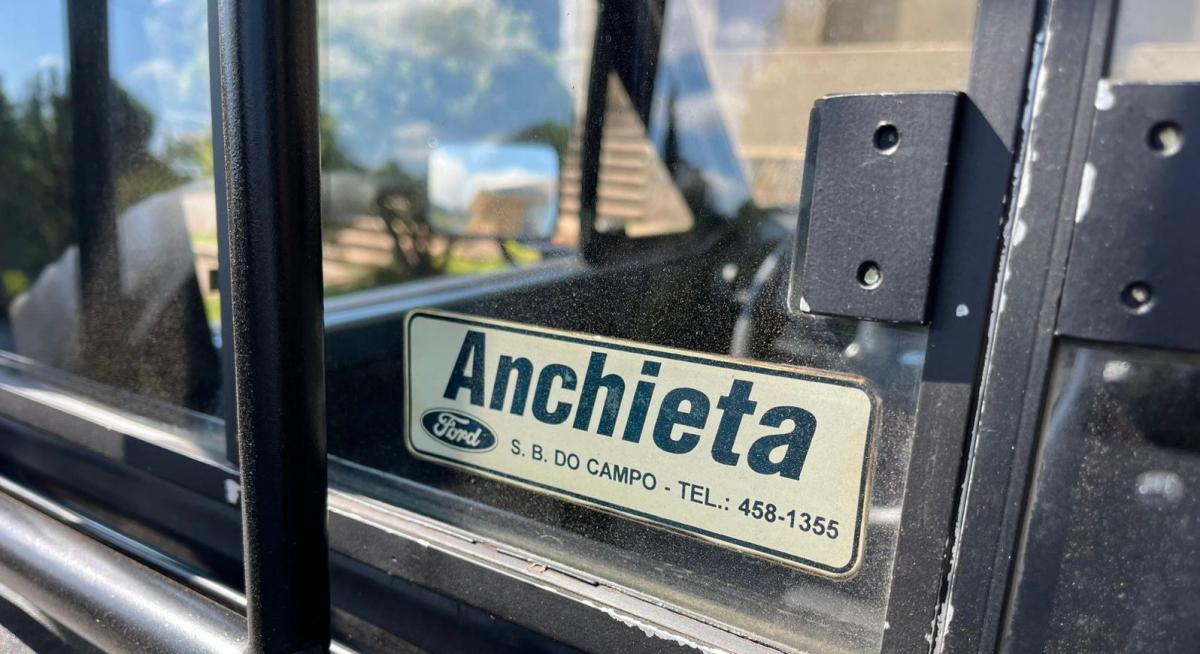 Anchieta
Ford
S. B. DO CAMPO - TEL.: 458-1355